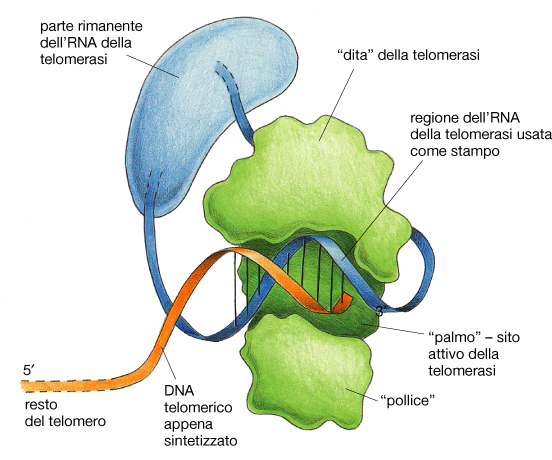 parte rimanente
dell'RNA della
telomerasi
"dita" della telomerasi
regione dell'RNA
della telomerasi usata
come stampo
3′
"palmo" – sito
attivo della
telomerasi
"pollice"
5′
resto
del telomero
DNA
telomerico
appena
sintetizzato